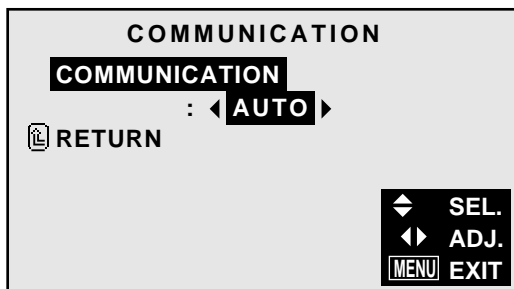 COMMUNICATION
COMMUNICATION
: AUTO
RETURN
SEL.
ADJ.
MENU EXIT